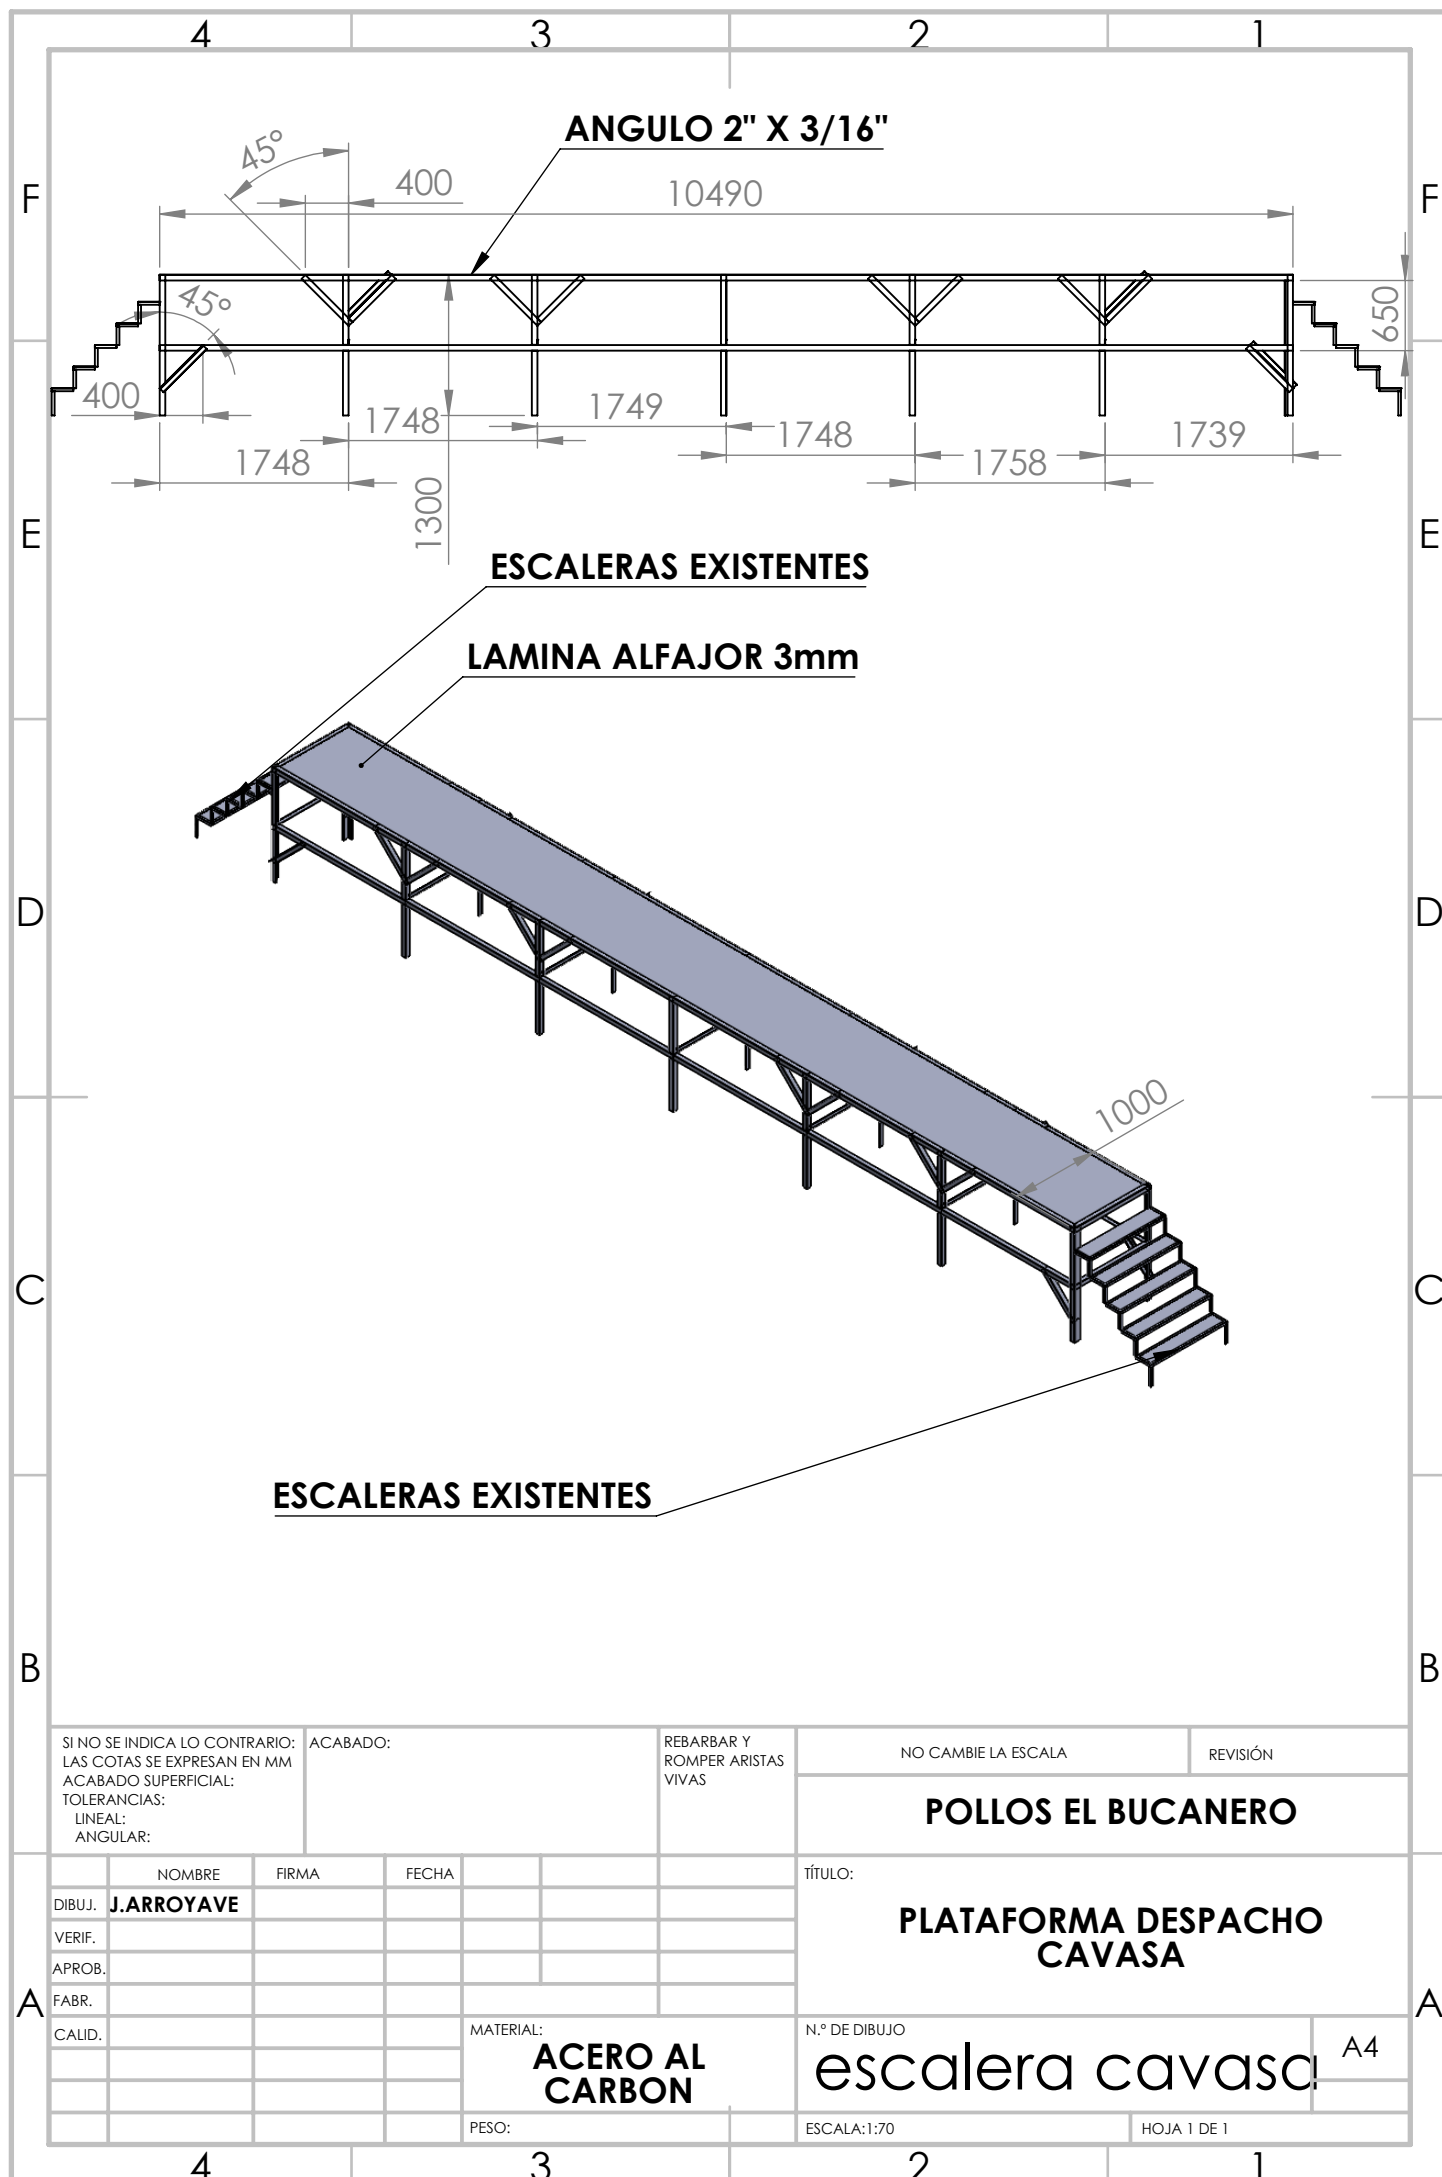 4 3 2 1
ANGULO 2" X 3/16"
45°
400
10490
F F
45°
650
400
1748
1749
1748
1739
1748
1758
1300
E E
ESCALERAS EXISTENTES
LAMINA ALFAJOR 3mm
D D
1000
C C
ESCALERAS EXISTENTES
B B
SI NO SE INDICA LO CONTRARIO:
LAS COTAS SE EXPRESAN EN MM
ACABADO SUPERFICIAL:
TOLERANCIAS:
LINEAL:
ANGULAR:
ACABADO:
REBARBAR Y
ROMPER ARISTAS
VIVAS
NO CAMBIE LA ESCALA
REVISIÓN
POLLOS EL BUCANERO
NOMBRE FIRMA FECHA
DIBUJ. J.ARROYAVE
VERIF.
APROB.
FABR.
CALID.
TÍTULO:
PLATAFORMA DESPACHO
CAVASA
A A
MATERIAL:
ACERO AL
CARBON
N.º DE DIBUJO
escalera cavasa
A4
PESO:
ESCALA:1:70
HOJA 1 DE 1
4 3 2 1